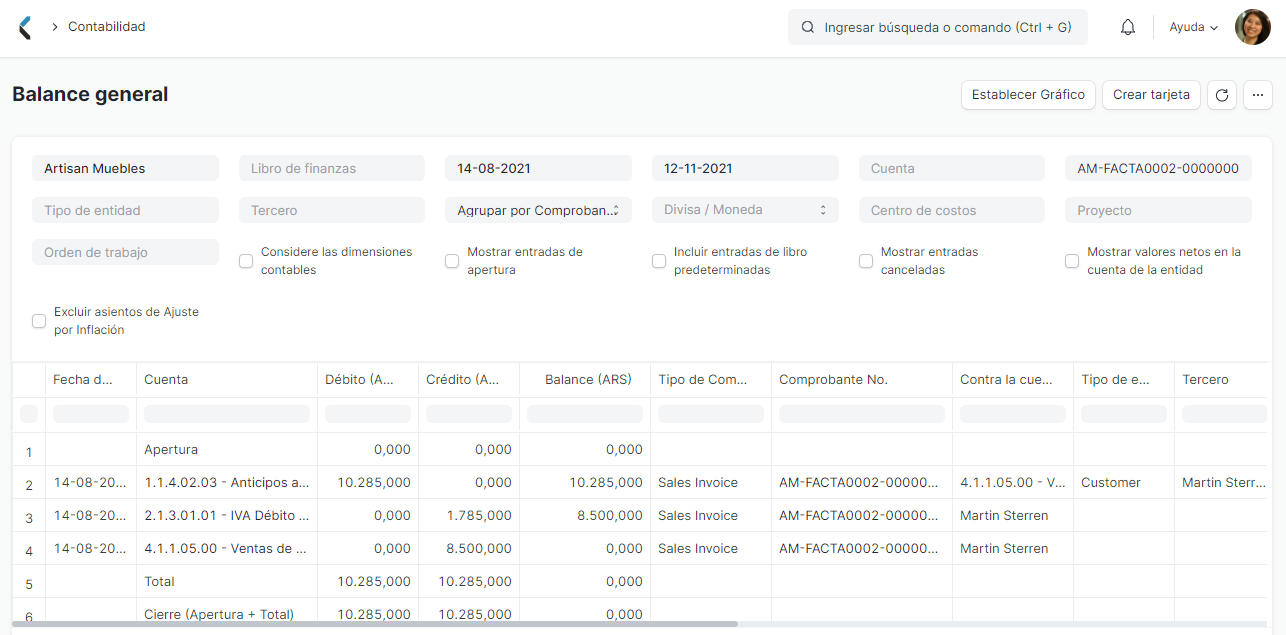 Contabilidad
Ingresar búsqueda o comando (Ctrl + G)
Ayuda
Balance general
Establecer Gráfico
Crear tarjeta
...
Artisan Muebles
Libro de finanzas
14-08-2021
12-11-2021
Cuenta
AM-FACTA0002-0000000
Tipo de entidad
Tercero
Agrupar por Comproban...
Divisa / Moneda
Centro de costos
Proyecto
Orden de trabajo
Considere las dimensiones
contables
Mostrar entradas de
apertura
Incluir entradas de libro
predeterminadas
Mostrar entradas
canceladas
Mostrar valores netos en la
cuenta de la entidad
Excluir asientos de Ajuste
por Inflación
Fecha d... Cuenta Débito (A... Crédito (A... Balance (ARS) Tipo de Com... Comprobante No. Contra la cue... Tipo de e... Tercero
1 Apertura 0,000 0,000 0,000
2 14-08-20... 1.1.4.02.03 - Anticipos a... 10.285,000 0,000 10.285,000 Sales Invoice AM-FACTA0002-00000... 4.1.1.05.00 - V... Customer Martin Sterr...
3 14-08-20... 2.1.3.01.01 - IVA Débito ... 0,000 1.785,000 8.500,000 Sales Invoice AM-FACTA0002-00000... Martin Sterren
4 14-08-20... 4.1.1.05.00 - Ventas de ... 0,000 8.500,000 0,000 Sales Invoice AM-FACTA0002-00000... Martin Sterren
5 Total 10.285,000 10.285,000 0,000
6 Cierre (Apertura + Total) 10.285,000 10.285,000 0,000